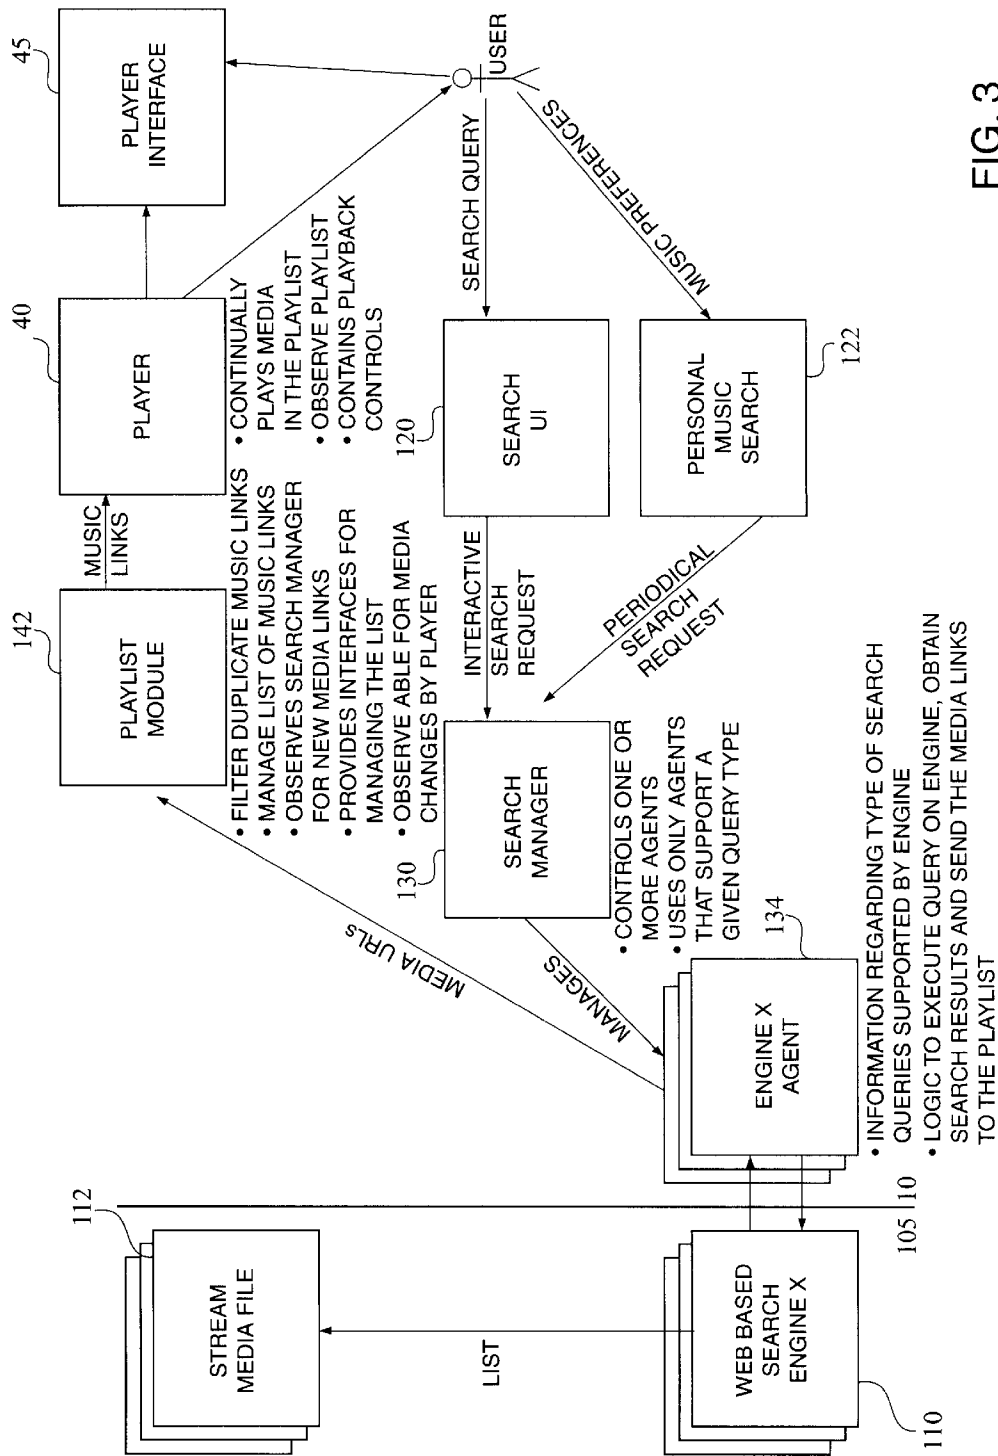 112
STREAM
MEDIA FILE
LIST
WEB BASED
SEARCH
ENGINE X
110
105
10
MEDIA URLs
142
PLAYLIST
MODULE
MUSIC
LINKS
• FILTER DUPLICATE MUSIC LINKS
• MANAGE LIST OF MUSIC LINKS
• OBSERVES SEARCH MANAGER
FOR NEW MEDIA LINKS
• PROVIDES INTERFACES FOR
MANAGING THE LIST
• OBSERVE ABLE FOR MEDIA
CHANGES BY PLAYER
40
PLAYER
• CONTINUALLY
PLAYS MEDIA
IN THE PLAYLIST
• OBSERVE PLAYLIST
• CONTAINS PLAYBACK
CONTROLS
45
PLAYER
INTERFACE
USER
SEARCH QUERY
MUSIC PREFERENCES
120
SEARCH
UI
PERSONAL
MUSIC
SEARCH
122
INTERACTIVE
SEARCH
REQUEST
PERIODICAL
SEARCH
REQUEST
130
SEARCH
MANAGER
• CONTROLS ONE OR
MORE AGENTS
• USES ONLY AGENTS
THAT SUPPORT A
GIVEN QUERY TYPE
MANAGES
134
ENGINE X
AGENT
• INFORMATION REGARDING TYPE OF SEARCH
QUERIES SUPPORTED BY ENGINE
• LOGIC TO EXECUTE QUERY ON ENGINE, OBTAIN
SEARCH RESULTS AND SEND THE MEDIA LINKS
TO THE PLAYLIST
FIG. 3